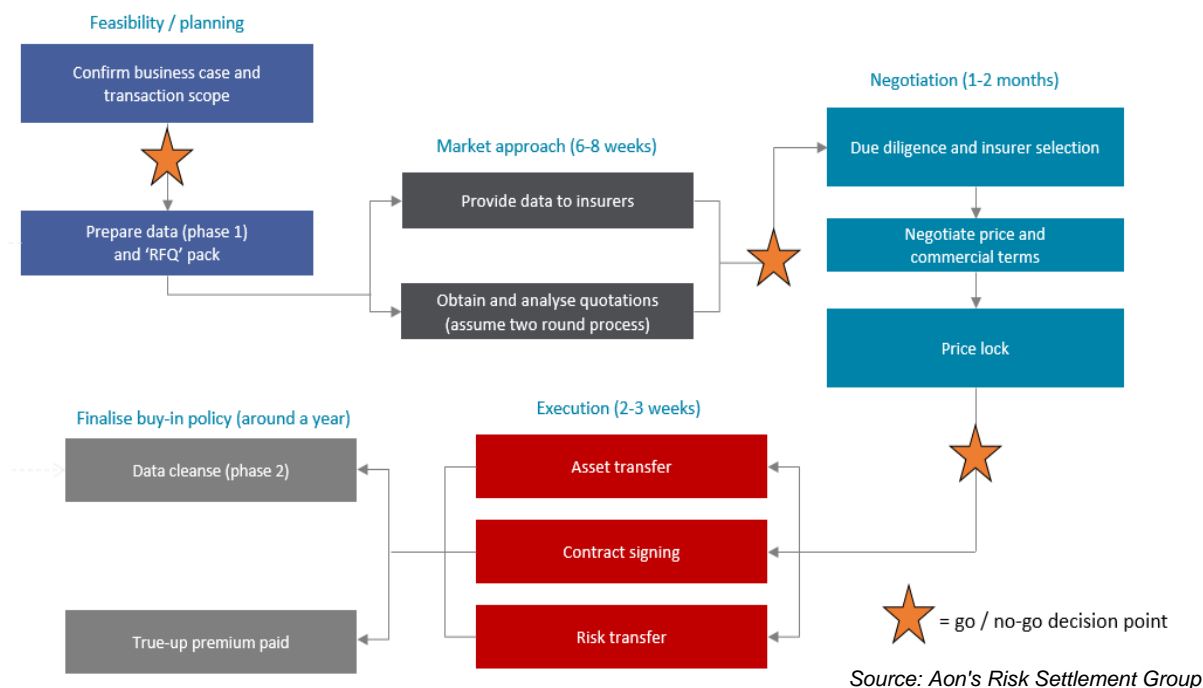 Feasibility / planning
Confirm business case and
transaction scope
Prepare data (phase 1)
and ‘RFQ’ pack
Market approach (6-8 weeks)
Provide data to insurers
Obtain and analyse quotations
(assume two round process)
Negotiation (1-2 months)
Due diligence and insurer selection
Negotiate price and
commercial terms
Price lock
Execution (2-3 weeks)
Asset transfer
Contract signing
Risk transfer
Finalise buy-in policy (around a year)
Data cleanse (phase 2)
True-up premium paid
= go / no-go decision point
Source: Aon's Risk Settlement Group